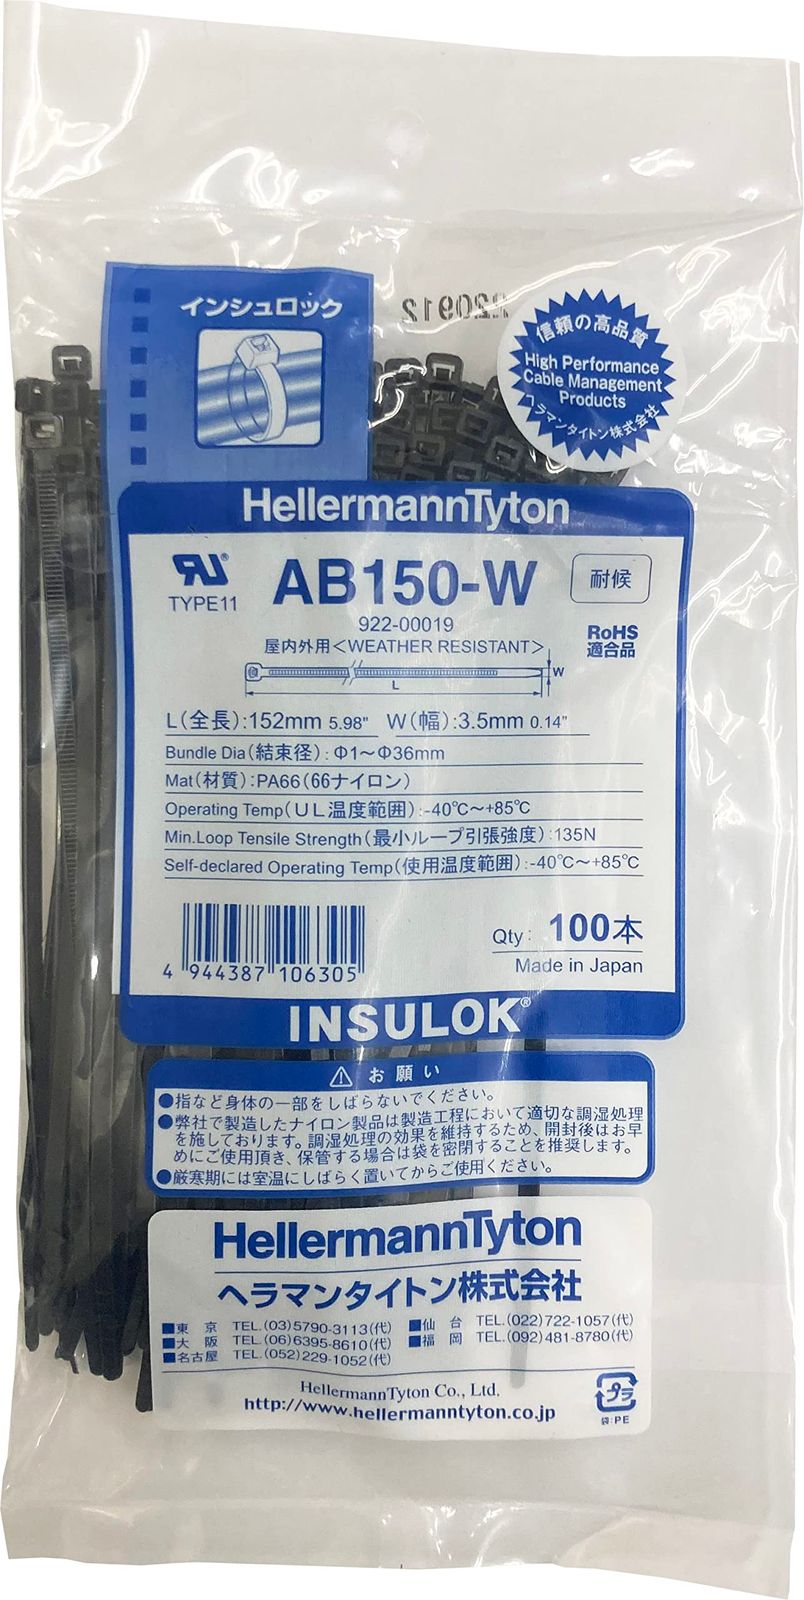 インシュロック
220912
信頼の高品質
High Performance
Cable Management
Products
ヘラマンタイトン株式会社
HellermannTyton
TYPE11
AB150-W
耐候
922-00019
屋内外用<WEATHER RESISTANT>
RoHS
適合品
W
L
L(全長):152mm 5.98" W(幅):3.5mm 0.14"
Bundle Dia(結束径):Φ1～Φ36mm
Mat(材質):PA66(66ナイロン)
Operating Temp(UL温度範囲):-40℃～+85℃
Min.Loop Tensile Strength(最小ループ引張強度):135N
Self-declared Operating Temp(使用温度範囲):-40℃～+85℃
4 944387 106305
Qty: 100本
Made in Japan
INSULOK®
⚠お願い
●指など身体の一部をしばらないでください。
●弊社で製造したナイロン製品は製造工程において適切な調湿処理
を施しております。調湿処理の効果を維持するため、開封後はお早
めにご使用頂き、保管する場合は袋を密閉することを推奨します。
●厳寒期には室温にしばらく置いてからご使用ください。
HellermannTyton
ヘラマンタイトン株式会社
■東京 TEL.(03)5790-3113(代) ■仙台 TEL.(022)722-1057(代)
■大阪 TEL.(06)6395-8610(代) ■福岡 TEL.(092)481-8780(代)
■名古屋 TEL.(052)229-1052(代)
HellermannTyton Co., Ltd.
http://www.hellermanntyton.co.jp
プラ
袋:PE